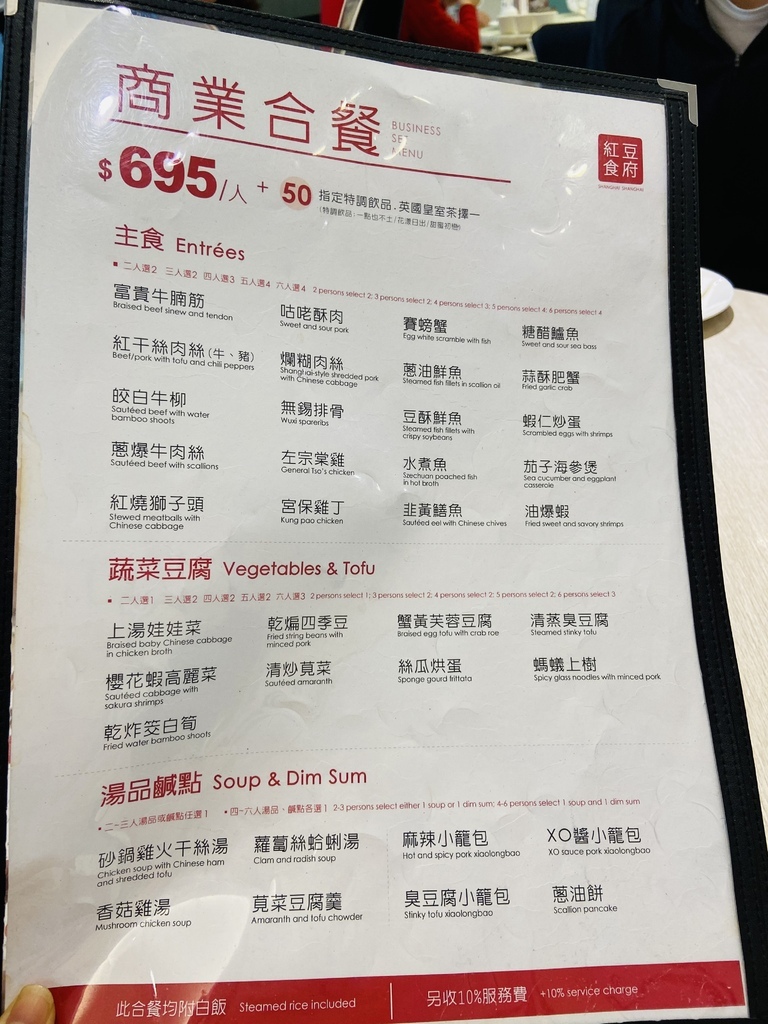 商業合餐
BUSINESS
SET
MENU
紅豆
食府
SHANGHAI SHANGHAI
$695/人 + 50 指定特調飲品.英國皇室茶擇一
(特調飲品:一點也不土/花漾日出/甜蜜初戀)
主食 Entrées
▪ 二人選2 三人選2 四人選3 五人選4 六人選4 2 persons select 2; 3 persons select 2; 4 persons select 3; 5 persons select 4; 6 persons select 4
富貴牛腩筋
Braised beef sinew and tendon
紅干絲肉絲(牛、豬)
Beef/pork with tofu and chili peppers
皎白牛柳
Sautéed beef with water
bamboo shoots
蔥爆牛肉絲
Sautéed beef with scallions
紅燒獅子頭
Stewed meatballs with
Chinese cabbage
咕咾酥肉
Sweet and sour pork
爛糊肉絲
Shanghai-style shredded pork
with Chinese cabbage
無錫排骨
Wuxi spareribs
左宗棠雞
General Tso's chicken
宮保雞丁
Kung pao chicken
賽螃蟹
Egg white scramble with fish
蔥油鮮魚
Steamed fish fillets in scallion oil
豆酥鮮魚
Steamed fish fillets with
crispy soybeans
水煮魚
Szechuan poached fish
in hot broth
韭黃鱔魚
Sautéed eel with Chinese chives
糖醋鱸魚
Sweet and sour sea bass
蒜酥肥蟹
Fried garlic crab
蝦仁炒蛋
Scrambled eggs with shrimps
茄子海參煲
Sea cucumber and eggplant
casserole
油爆蝦
Fried sweet and savory shrimps
蔬菜豆腐 Vegetables & Tofu
▪ 二人選1 三人選2 四人選2 五人選2 六人選3 2 persons select 1; 3 persons select 2; 4 persons select 2; 5 persons select 2; 6 persons select 3
上湯娃娃菜
Braised baby Chinese cabbage
in chicken broth
櫻花蝦高麗菜
Sautéed cabbage with
sakura shrimps
乾炸筊白筍
Fried water bamboo shoots
乾煸四季豆
Fried string beans with
minced pork
清炒莧菜
Sautéed amaranth
蟹黃芙蓉豆腐
Braised egg tofu with crab roe
絲瓜烘蛋
Sponge gourd frittata
清蒸臭豆腐
Steamed stinky tofu
螞蟻上樹
Spicy glass noodles with minced pork
湯品鹹點 Soup & Dim Sum
▪ 二~三人湯品或鹹點任選1 ▪ 四~六人湯品、鹹點各選1 2-3 persons select either 1 soup or 1 dim sum; 4-6 persons select 1 soup and 1 dim sum
砂鍋雞火干絲湯
Chicken soup with Chinese ham
and shredded tofu
香菇雞湯
Mushroom chicken soup
蘿蔔絲蛤蜊湯
Clam and radish soup
莧菜豆腐羹
Amaranth and tofu chowder
麻辣小籠包
Hot and spicy pork xiaolongbao
臭豆腐小籠包
Stinky tofu xiaolongbao
XO醬小籠包
XO sauce pork xiaolongbao
蔥油餅
Scallion pancake
此合餐均附白飯 Steamed rice included
另收10%服務費 +10% service charge